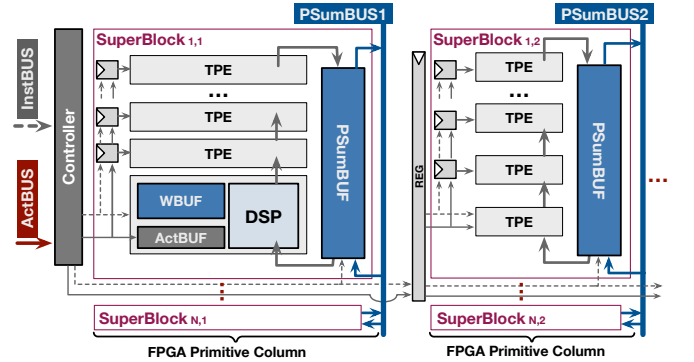 PSumBUS1
PSumBUS2
InstBUS
ActBUS
Controller
SuperBlock 1,1
TPE
...
TPE
TPE
WBUF
ActBUF
DSP
PSumBUF
REG
SuperBlock 1,2
TPE
...
TPE
TPE
TPE
PSumBUF
...
SuperBlock N,1
SuperBlock N,2
FPGA Primitive Column
FPGA Primitive Column